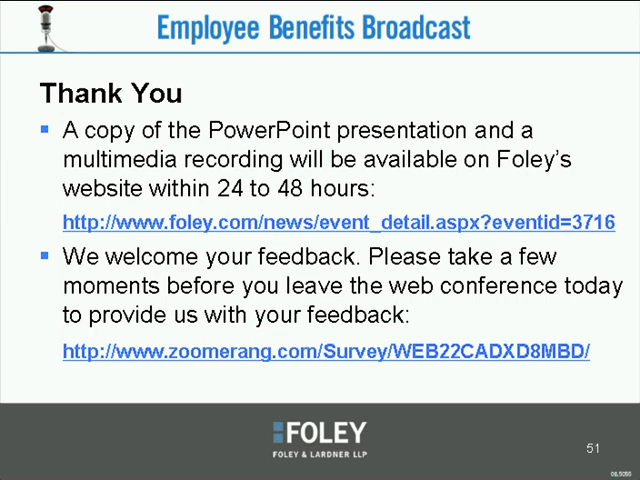 Employee Benefits Broadcast
Thank You
A copy of the PowerPoint presentation and a
multimedia recording will be available on Foley's
website within 24 to 48 hours:
http://www.foley.com/news/event_detail.aspx?eventid=3716
We welcome your feedback. Please take a few
moments before you leave the web conference today
to provide us with your feedback:
http://www.zoomerang.com/Survey/WEB22CADXD8MBD/
FOLEY
FOLEY & LARDNER LLP
51